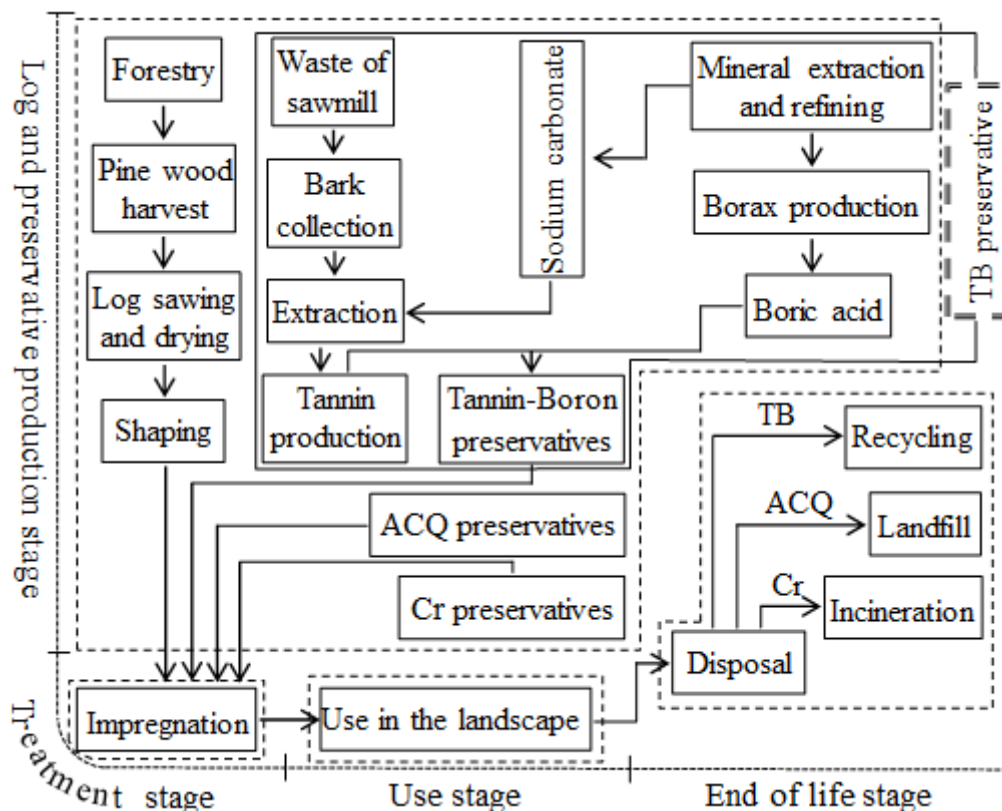 Log and preservative production stage
Forestry
Pine wood
harvest
Log sawing
and drying
Shaping
Waste of
sawmill
Bark
collection
Extraction
Tannin
production
Sodium carbonate
Mineral extraction
and refining
Borax production
Boric acid
Tannin-Boron
preservatives
TB preservative
ACQ preservatives
Cr preservatives
TB
Recycling
ACQ
Landfill
Cr
Incineration
Disposal
Impregnation
Use in the landscape
Treatment stage
Use stage
End of life stage